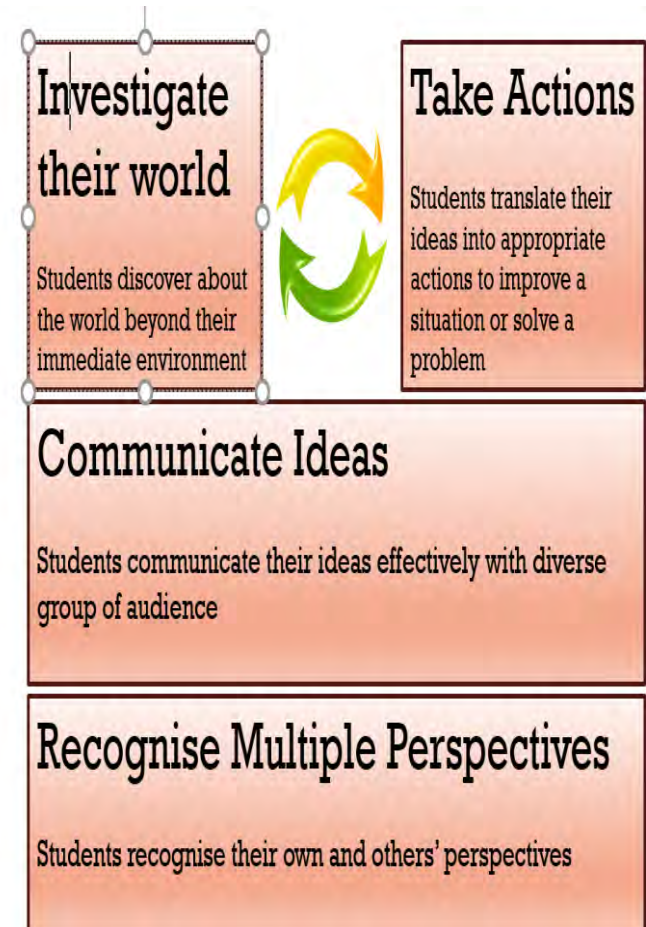 Investigate
their world
Students discover about
the world beyond their
immediate environment
Take Actions
Students translate their
ideas into appropriate
actions to improve a
situation or solve a
problem
Communicate Ideas
Students communicate their ideas effectively with diverse
group of audience
Recognise Multiple Perspectives
Students recognise their own and others' perspectives